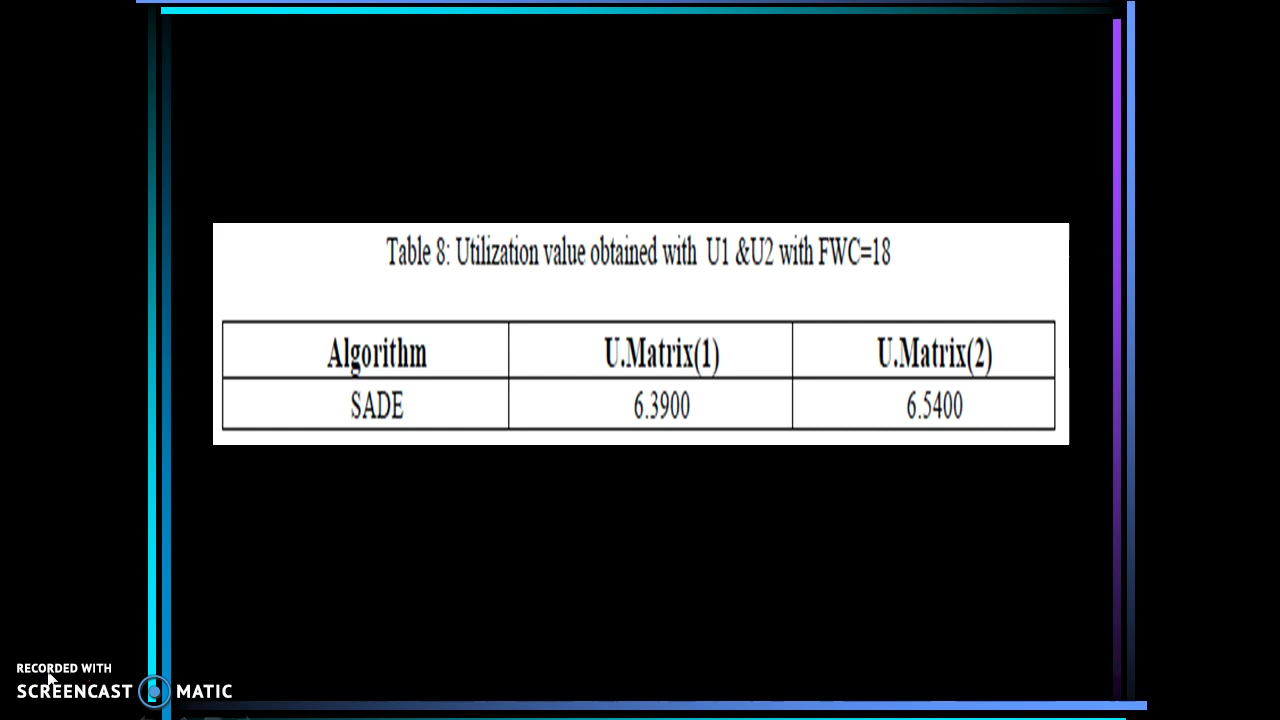 Table 8: Utilization value obtained with U1 &U2 with FWC=18
Algorithm U.Matrix(1) U.Matrix(2)
SADE 6.3900 6.5400
RECORDED WITH
SCREENCAST MATIC